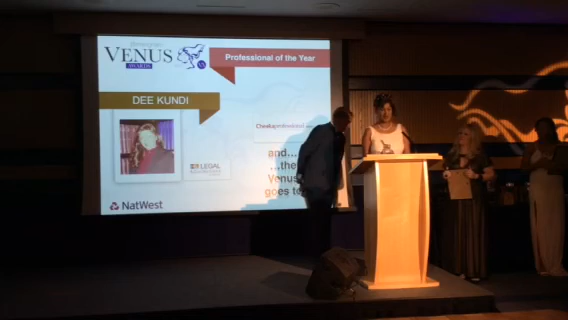 VENUS
AWARDS
Professional of the Year
DEE KUNDI
LEGAL
and...
...the
Venus
goes to
NatWest